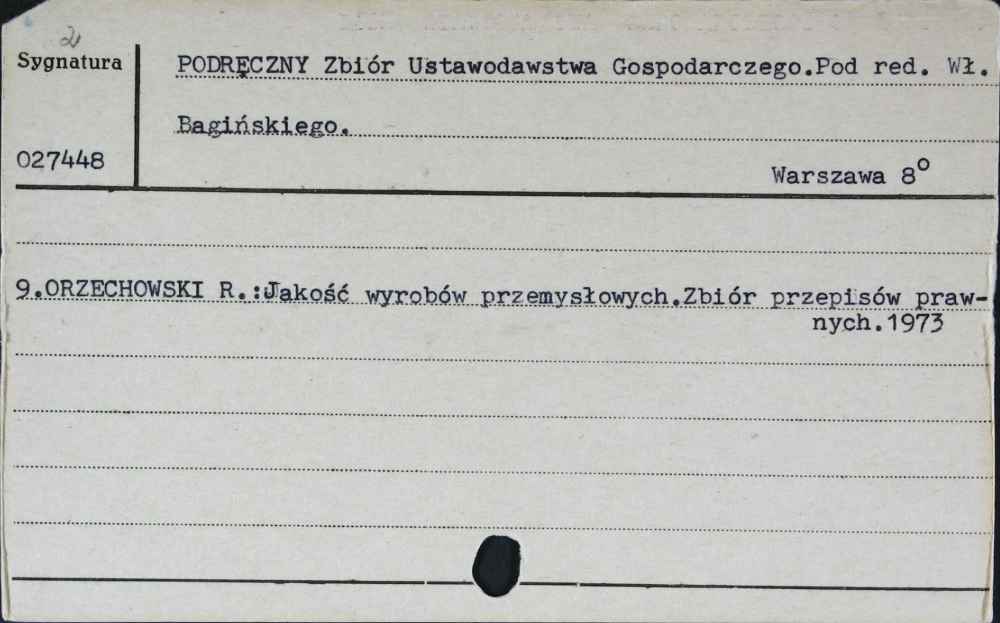 2
Sygnatura
PODRĘCZNY Zbiór Ustawodawstwa Gospodarczego.Pod red. Wł.
Bagińskiego.
027448
Warszawa 8°
9.ORZECHOWSKI R.:Jakość wyrobów przemysłowych.Zbiór przepisów praw-
nych.1973